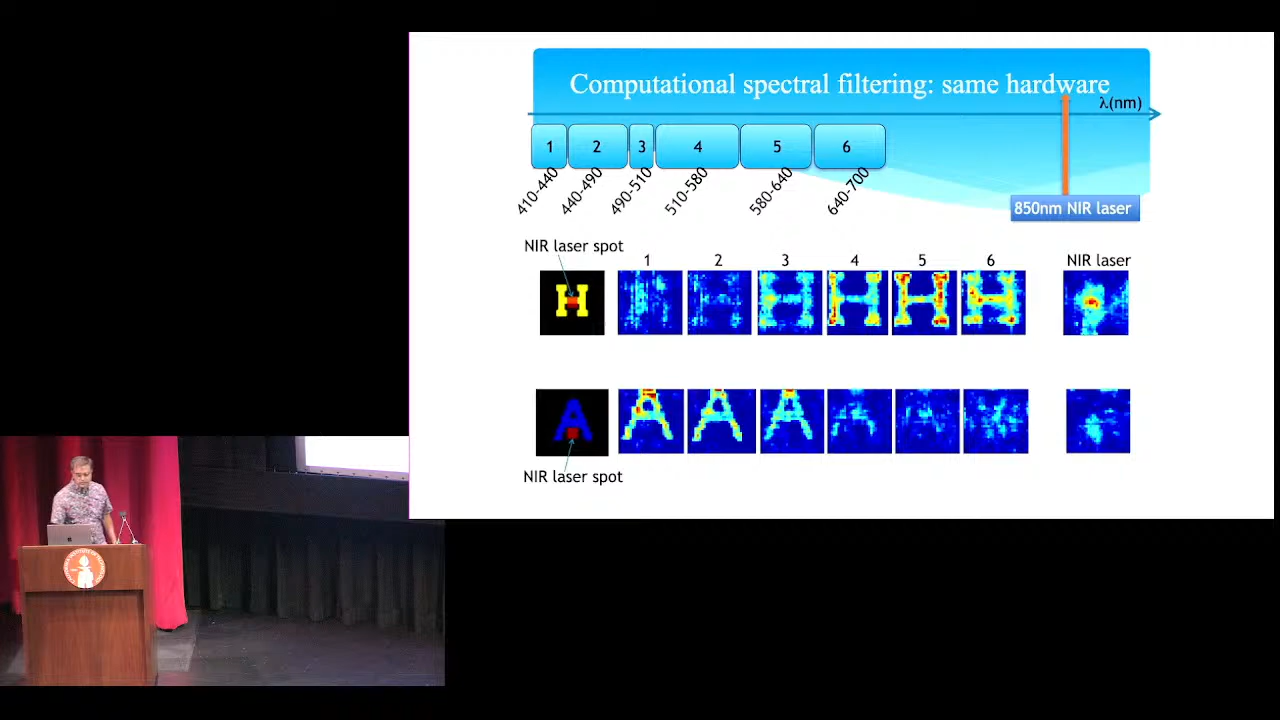 Computational spectral filtering: same hardware
λ(nm)
1 2 3 4 5 6
410-440 440-490 490-510 510-580 580-640 640-700
850nm NIR laser
NIR laser spot
1 2 3 4 5 6 NIR laser
H
A
NIR laser spot